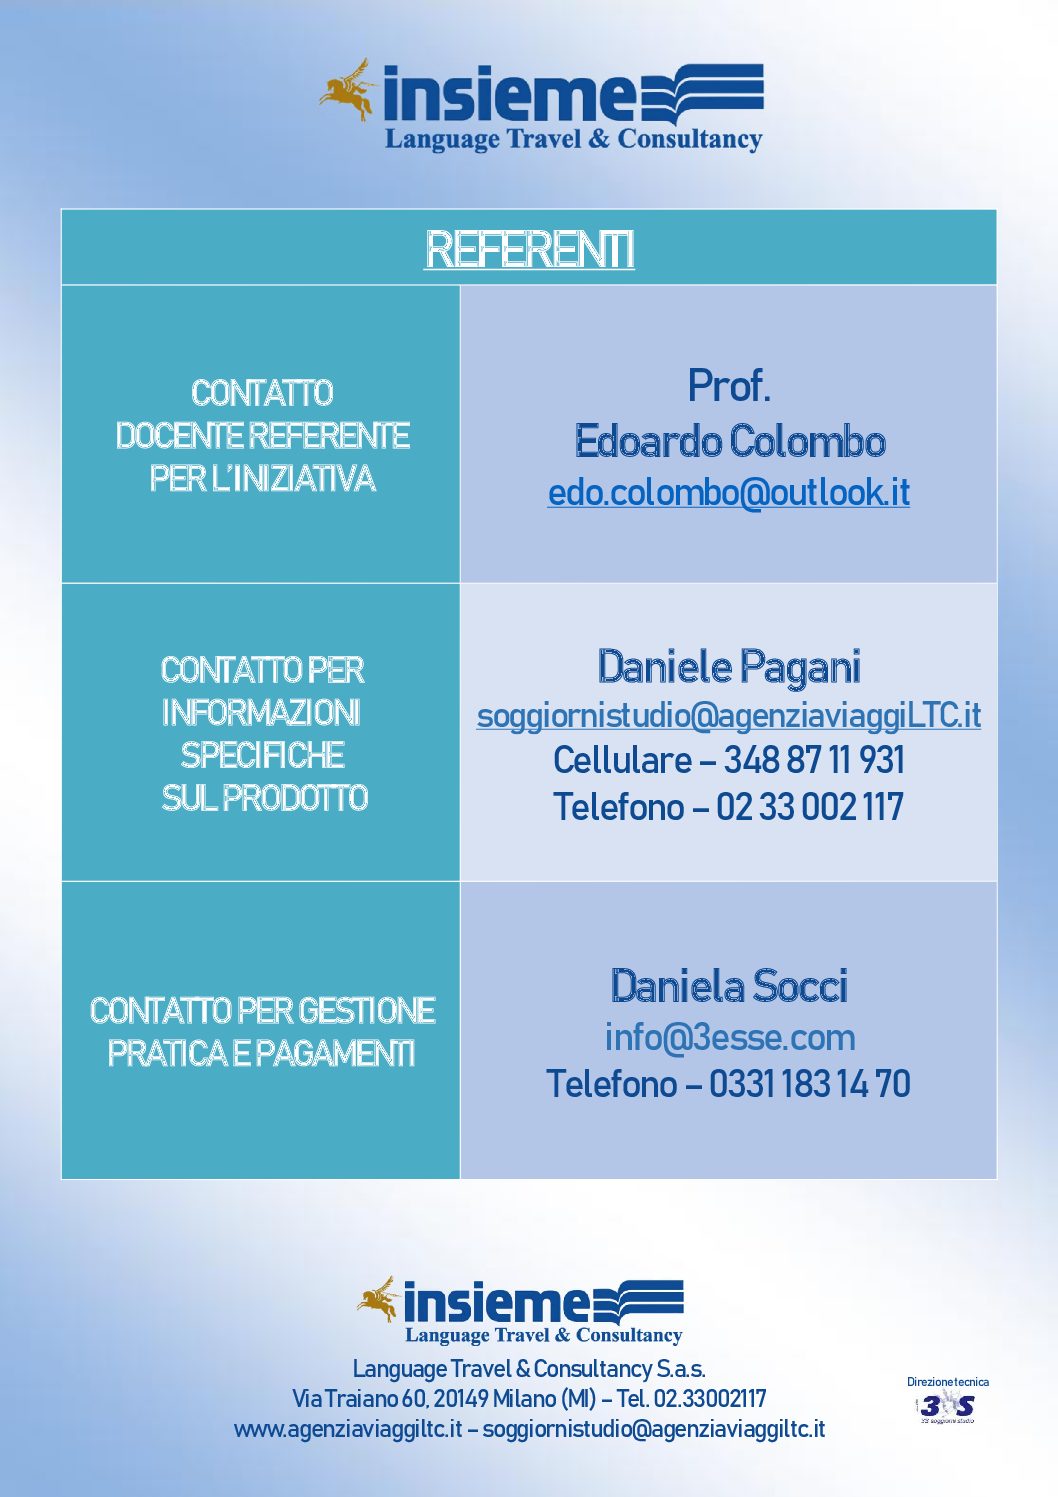 insieme
Language Travel & Consultancy
REFERENTI
CONTATTO
DOCENTE REFERENTE
PER L'INIZIATIVA
Prof.
Edoardo Colombo
edo.colombo@outlook.it
CONTATTO PER
INFORMAZIONI
SPECIFICHE
SUL PRODOTTO
Daniele Pagani
soggiornistudio@agenziaviaggiLTC.it
Cellulare – 348 87 11 931
Telefono – 02 33 002 117
CONTATTO PER GESTIONE
PRATICA E PAGAMENTI
Daniela Socci
info@3esse.com
Telefono – 0331 183 14 70
insieme
Language Travel & Consultancy
Language Travel & Consultancy S.a.s.
Via Traiano 60, 20149 Milano (MI) – Tel. 02.33002117
www.agenziaviaggiltc.it – soggiornistudio@agenziaviaggiltc.it
Direzione tecnica
3 S
soggiorni studio